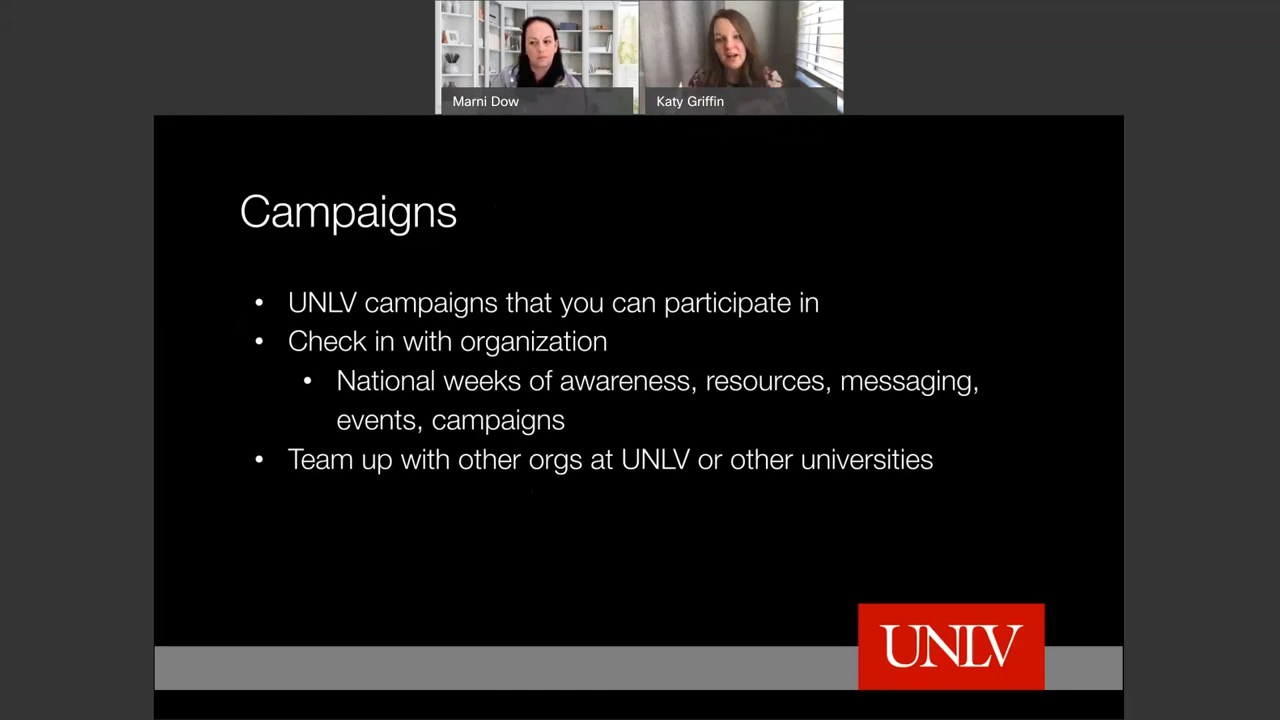 Marni Dow
Katy Griffin
Campaigns
• UNLV campaigns that you can participate in
• Check in with organization
• National weeks of awareness, resources, messaging,
events, campaigns
• Team up with other orgs at UNLV or other universities
UNLV